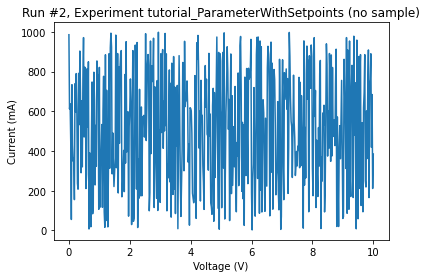 Run #2, Experiment tutorial_ParameterWithSetpoints (no sample)
1000
800
600
400
200
0
Current (mA)
0 2 4 6 8 10
Voltage (V)